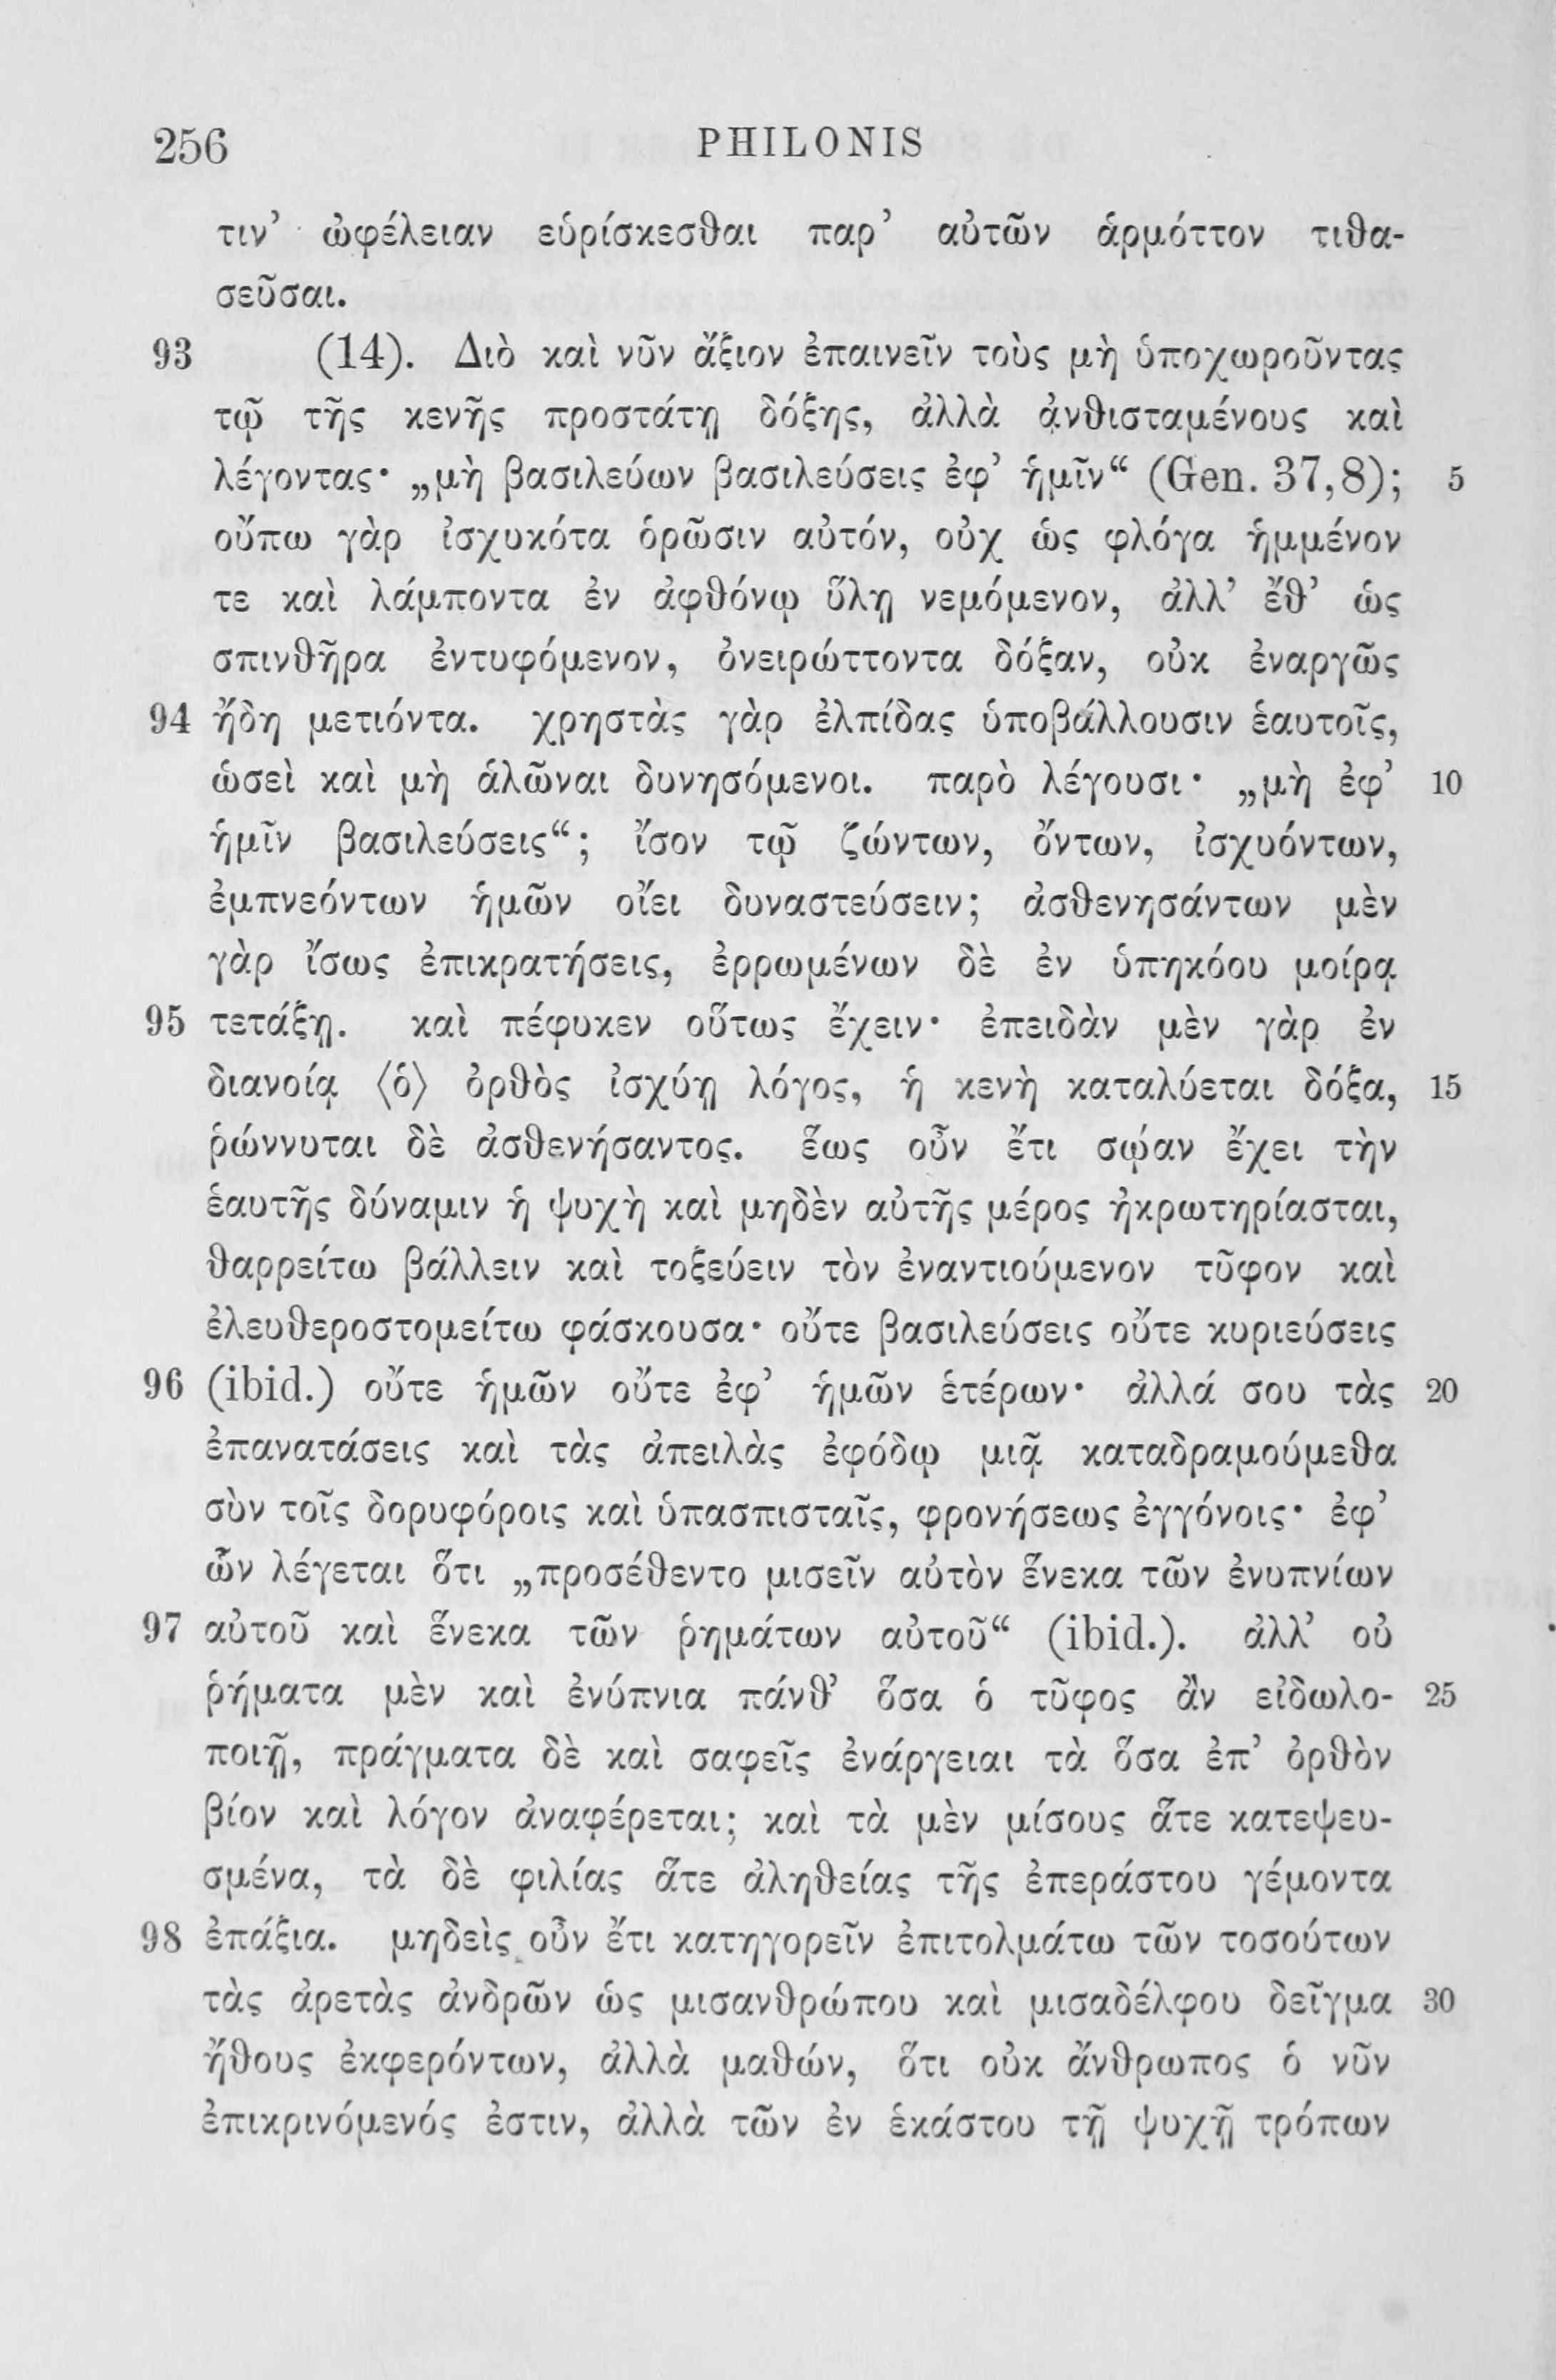 256 PHILONIS
τιν’ ὠφέλειαν εὑρίσκεσθαι παρ’ αὐτῶν ἁρμόττον τιθα-
σεῦσαι.
93 (14). Διὸ καὶ νῦν ἄξιον ἐπαινεῖν τοὺς μὴ ὑποχωροῦντας
τῷ τῆς κενῆς προστάτῃ δόξης, ἀλλὰ ἀνθισταμένους καὶ
λέγοντας· „μὴ βασιλεύων βασιλεύσεις ἐφ’ ἡμῖν“ (Gen. 37,8); 5
οὔπω γὰρ ἰσχυκότα ὁρῶσιν αὐτόν, οὐχ ὡς φλόγα ἡμμένον
τε καὶ λάμποντα ἐν ἀφθόνῳ ὕλῃ νεμόμενον, ἀλλ’ ἔθ’ ὡς
σπινθῆρα ἐντυφόμενον, ὀνειρώττοντα δόξαν, οὐκ ἐναργῶς
94 ἤδη μετιόντα. χρηστὰς γὰρ ἐλπίδας ὑποβάλλουσιν ἑαυτοῖς,
ὡσεὶ καὶ μὴ ἁλῶναι δυνησόμενοι. παρὸ λέγουσι· „μὴ ἐφ’ 10
ἡμῖν βασιλεύσεις“; ἴσον τῷ ζώντων, ὄντων, ἰσχυόντων,
ἐμπνεόντων ἡμῶν οἴει δυναστεύσειν; ἀσθενησάντων μὲν
γὰρ ἴσως ἐπικρατήσεις, ἐρρωμένων δὲ ἐν ὑπηκόου μοίρᾳ
95 τετάξῃ. καὶ πέφυκεν οὕτως ἔχειν· ἐπειδὰν μὲν γὰρ ἐν
διανοίᾳ ⟨ὁ⟩ ὀρθὸς ἰσχύῃ λόγος, ἡ κενὴ καταλύεται δόξα, 15
ῥώννυται δὲ ἀσθενήσαντος. ἕως οὖν ἔτι σῴαν ἔχει τὴν
ἑαυτῆς δύναμιν ἡ ψυχὴ καὶ μηδὲν αὐτῆς μέρος ἠκρωτηρίασται,
θαρρείτω βάλλειν καὶ τοξεύειν τὸν ἐναντιούμενον τῦφον καὶ
ἐλευθεροστομείτω φάσκουσα· οὔτε βασιλεύσεις οὔτε κυριεύσεις
96 (ibid.) οὔτε ἡμῶν οὔτε ἐφ’ ἡμῶν ἑτέρων· ἀλλά σου τὰς 20
ἐπανατάσεις καὶ τὰς ἀπειλὰς ἐφόδῳ μιᾷ καταδραμούμεθα
σὺν τοῖς δορυφόροις καὶ ὑπασπισταῖς, φρονήσεως ἐγγόνοις· ἐφ’
ὧν λέγεται ὅτι „προσέθεντο μισεῖν αὐτὸν ἕνεκα τῶν ἐνυπνίων
97 αὐτοῦ καὶ ἕνεκα τῶν ῥημάτων αὐτοῦ“ (ibid.). ἀλλ’ οὐ
ῥήματα μὲν καὶ ἐνύπνια πάνθ’ ὅσα ὁ τῦφος ἂν εἰδωλο- 25
ποιῇ, πράγματα δὲ καὶ σαφεῖς ἐνάργειαι τὰ ὅσα ἐπ’ ὀρθὸν
βίον καὶ λόγον ἀναφέρεται; καὶ τὰ μὲν μίσους ἅτε κατεψευ-
σμένα, τὰ δὲ φιλίας ἅτε ἀληθείας τῆς ἐπεράστου γέμοντα
98 ἐπάξια. μηδεὶς οὖν ἔτι κατηγορεῖν ἐπιτολμάτω τῶν τοσούτων
τὰς ἀρετὰς ἀνδρῶν ὡς μισανθρώπου καὶ μισαδέλφου δεῖγμα 30
ἤθους ἐκφερόντων, ἀλλὰ μαθών, ὅτι οὐκ ἄνθρωπος ὁ νῦν
ἐπικρινόμενός ἐστιν, ἀλλὰ τῶν ἐν ἑκάστου τῇ ψυχῇ τρόπων